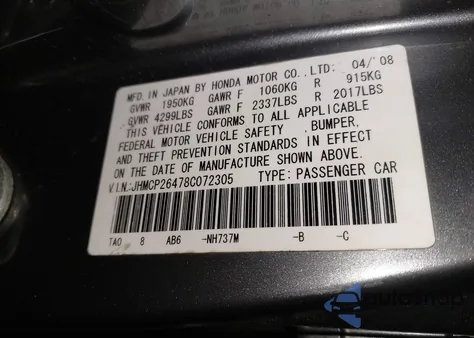 MFD. IN JAPAN BY HONDA MOTOR CO., LTD: 04/'08
GVWR 1950KG GAWR F 1060KG R 915KG
GVWR 4299LBS GAWR F 2337LBS R 2017LBS
THIS VEHICLE CONFORMS TO ALL APPLICABLE
FEDERAL MOTOR VEHICLE SAFETY , BUMPER,
AND THEFT PREVENTION STANDARDS IN EFFECT
ON THE DATE OF MANUFACTURE SHOWN ABOVE.
V.I.N.:JHMCP26478C072305 TYPE: PASSENGER CAR
TA0 8 AB6 -NH737M -B -C
autosnap